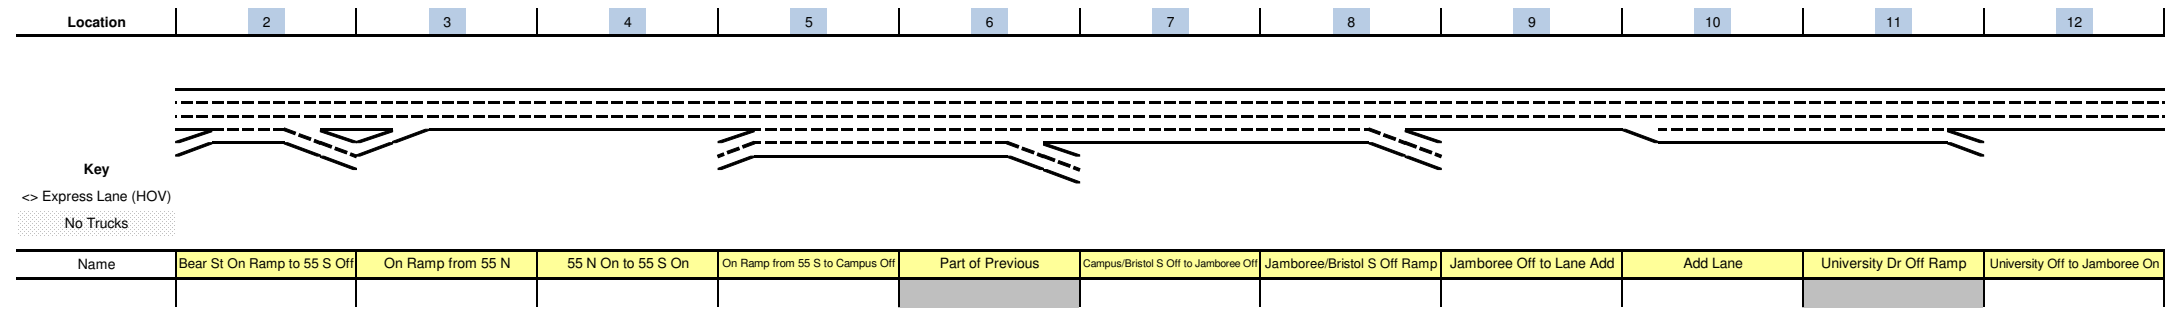 Location 2 3 4 5 6 7 8 9 10 11 12
Key
<> Express Lane (HOV)
No Trucks
Name Bear St On Ramp to 55 S Off On Ramp from 55 N 55 N On to 55 S On On Ramp from 55 S to Campus Off Part of Previous Campus/Bristol S Off to Jamboree Off Jamboree/Bristol S Off Ramp Jamboree Off to Lane Add Add Lane University Dr Off Ramp University Off to Jamboree On